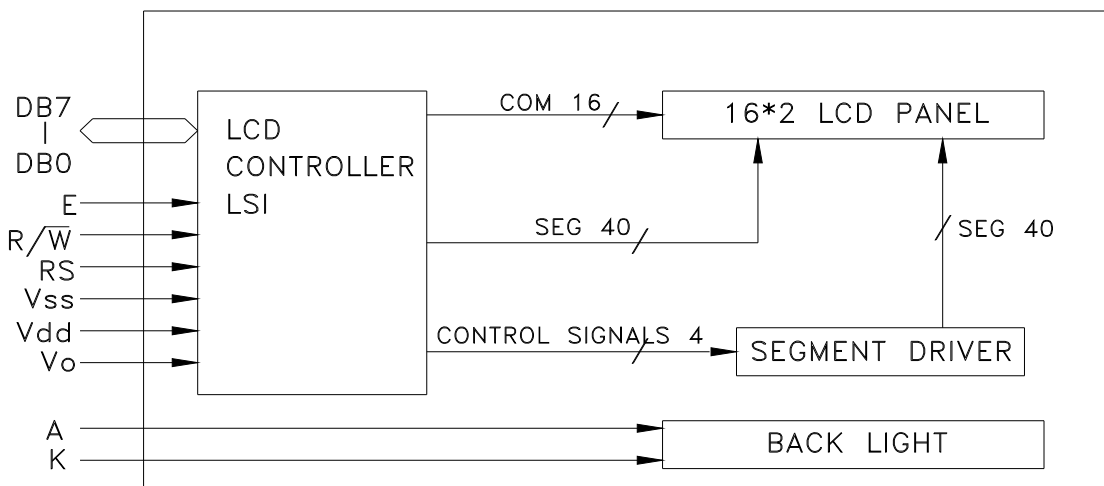 DB7
|
DB0
E
R/W̅
RS
Vss
Vdd
Vo
A
K
LCD
CONTROLLER
LSI
COM 16
16*2 LCD PANEL
SEG 40
SEG 40
CONTROL SIGNALS 4
SEGMENT DRIVER
BACK LIGHT